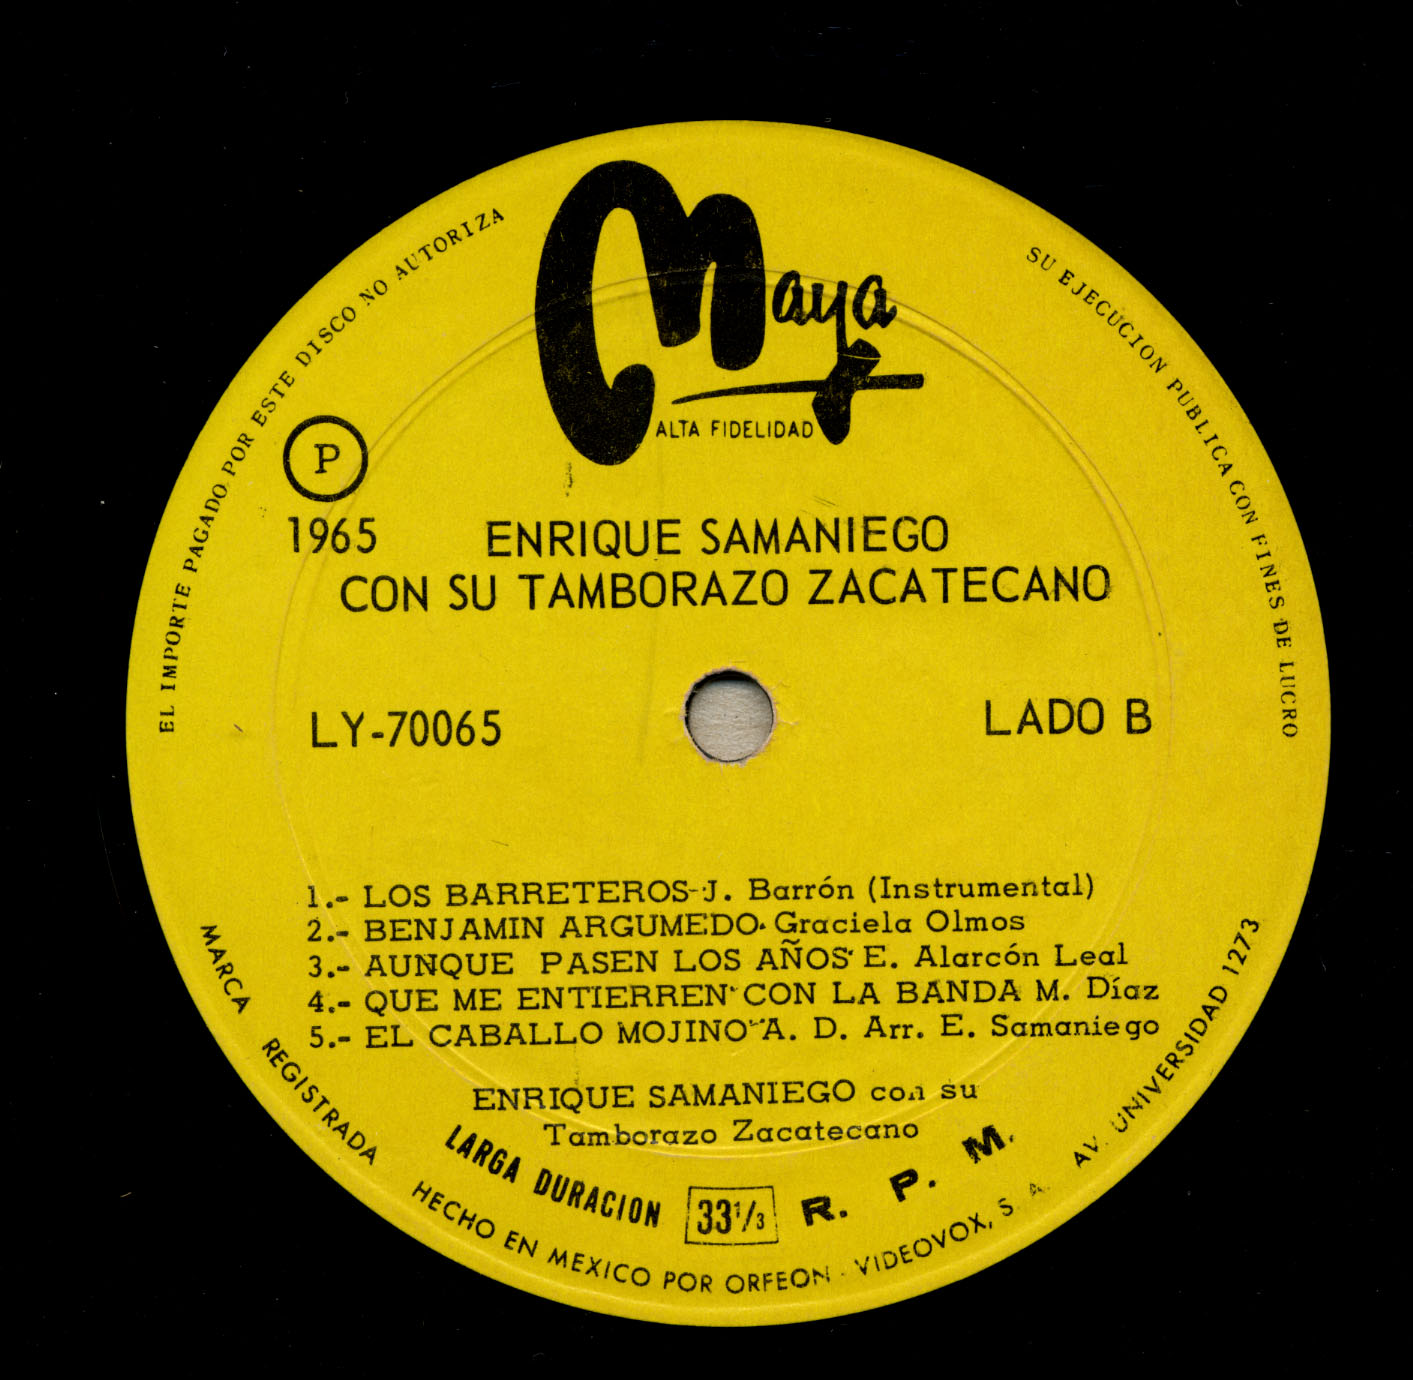 EL IMPORTE PAGADO POR ESTE DISCO NO AUTORIZA
SU EJECUCION PUBLICA CON FINES DE LUCRO
Maya
ALTA FIDELIDAD
P
1965
ENRIQUE SAMANIEGO
CON SU TAMBORAZO ZACATECANO
LY-70065
LADO B
1.- LOS BARRETEROS- J. Barrón (Instrumental)
2.- BENJAMIN ARGUMEDO- Graciela Olmos
3.- AUNQUE PASEN LOS AÑOS- E. Alarcón Leal
4.- QUE ME ENTIERREN CON LA BANDA M. Díaz
5.- EL CABALLO MOJINO- A. D. Arr. E. Samaniego
ENRIQUE SAMANIEGO con su
Tamborazo Zacatecano
LARGA DURACION 33 1/3 R. P. M.
MARCA REGISTRADA HECHO EN MEXICO POR ORFEON - VIDEOVOX, S. A. AV. UNIVERSIDAD 1273